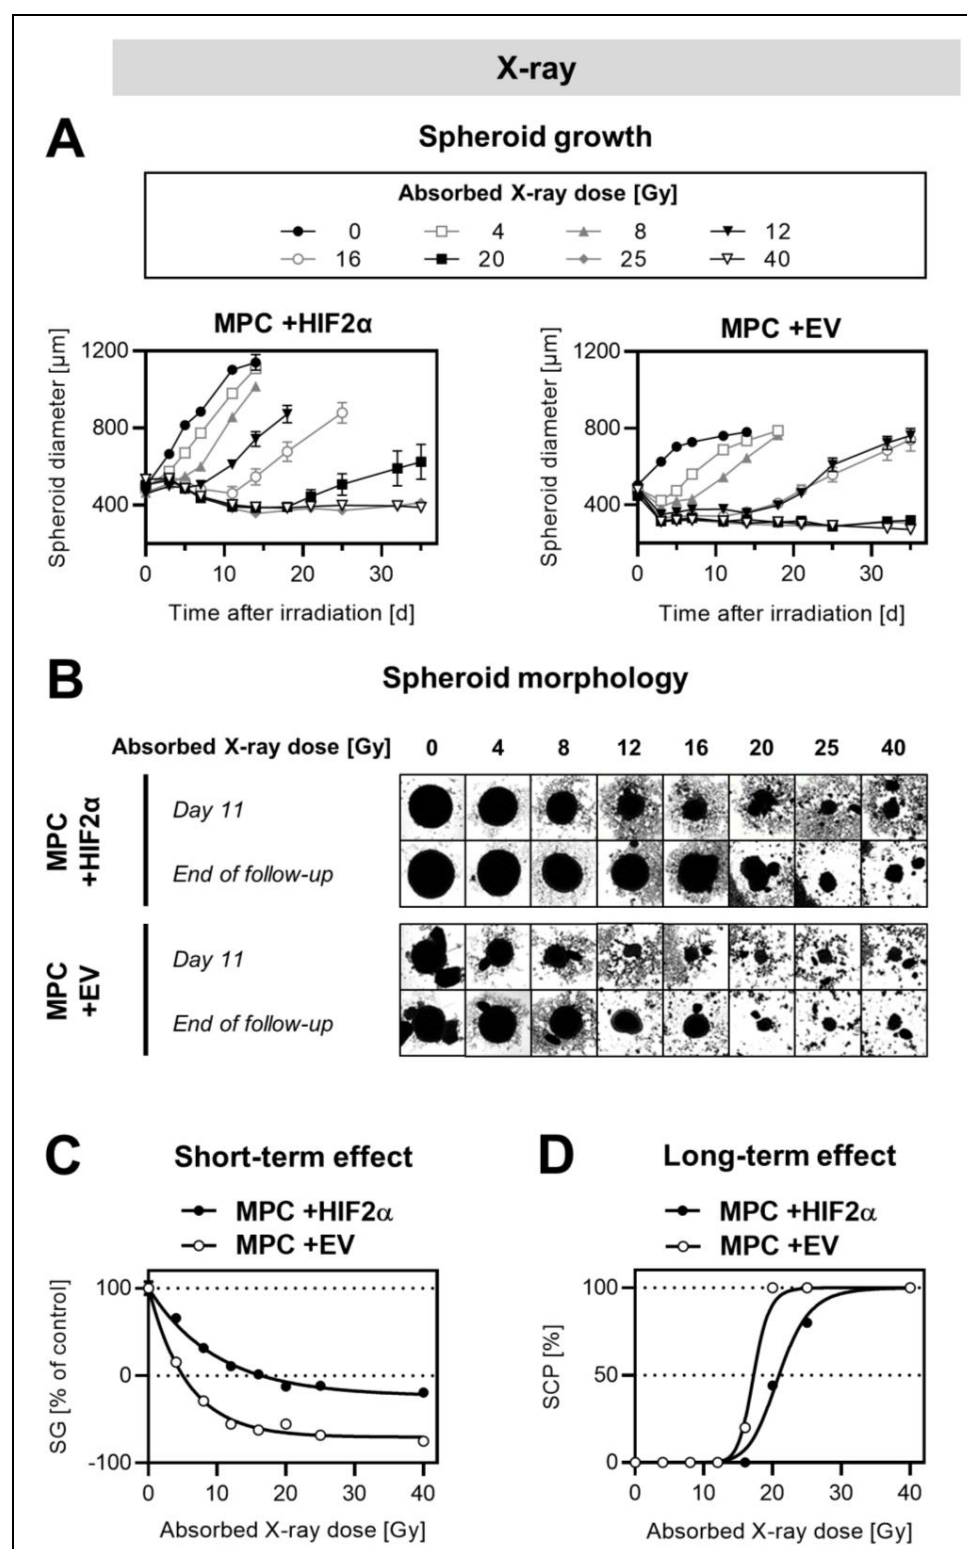 X-ray
A
Spheroid growth
Absorbed X-ray dose [Gy]
0 4 8 12
16 20 25 40
MPC +HIF2α
MPC +EV
Spheroid diameter [µm]
1200
800
400
0 10 20 30
Time after irradiation [d]
Spheroid diameter [µm]
1200
800
400
0 10 20 30
Time after irradiation [d]
B
Spheroid morphology
Absorbed X-ray dose [Gy] 0 4 8 12 16 20 25 40
MPC
+HIF2α
Day 11
End of follow-up
MPC
+EV
Day 11
End of follow-up
C
Short-term effect
MPC +HIF2α
MPC +EV
SG [% of control]
100
0
-100
0 10 20 30 40
Absorbed X-ray dose [Gy]
D
Long-term effect
MPC +HIF2α
MPC +EV
SCP [%]
100
50
0
0 10 20 30 40
Absorbed X-ray dose [Gy]